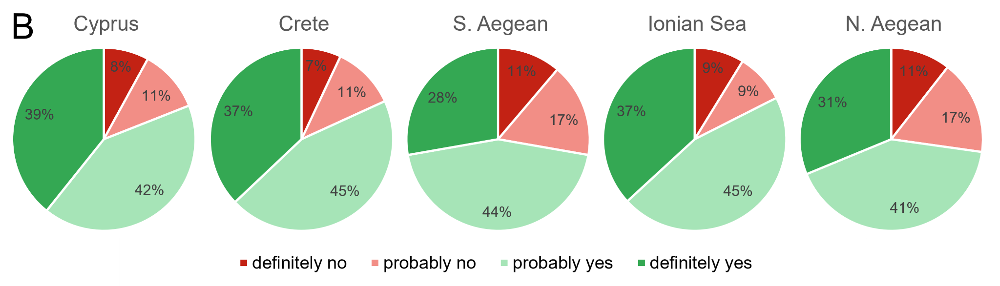 B
Cyprus
Crete
S. Aegean
Ionian Sea
N. Aegean
8%
11%
42%
39%
7%
11%
45%
37%
11%
17%
44%
28%
9%
9%
45%
37%
11%
17%
41%
31%
definitely no
probably no
probably yes
definitely yes